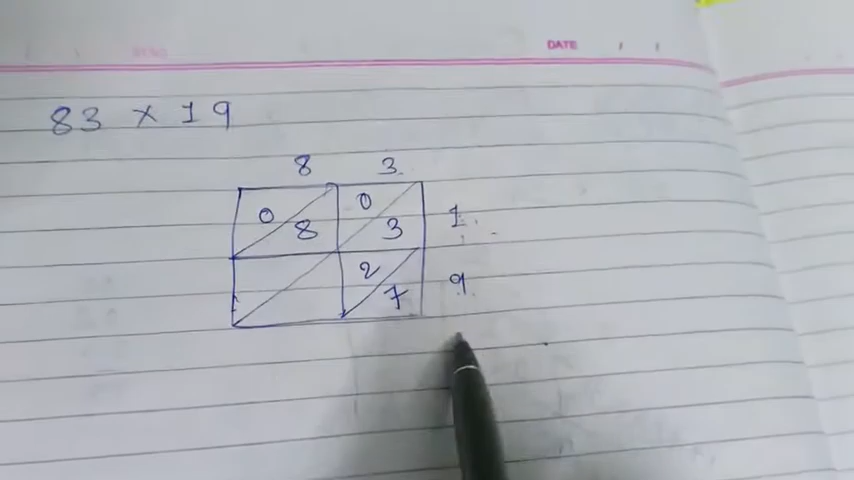 DATE / /
83 × 19
8 3
0 8 0 3 1
2 7 9